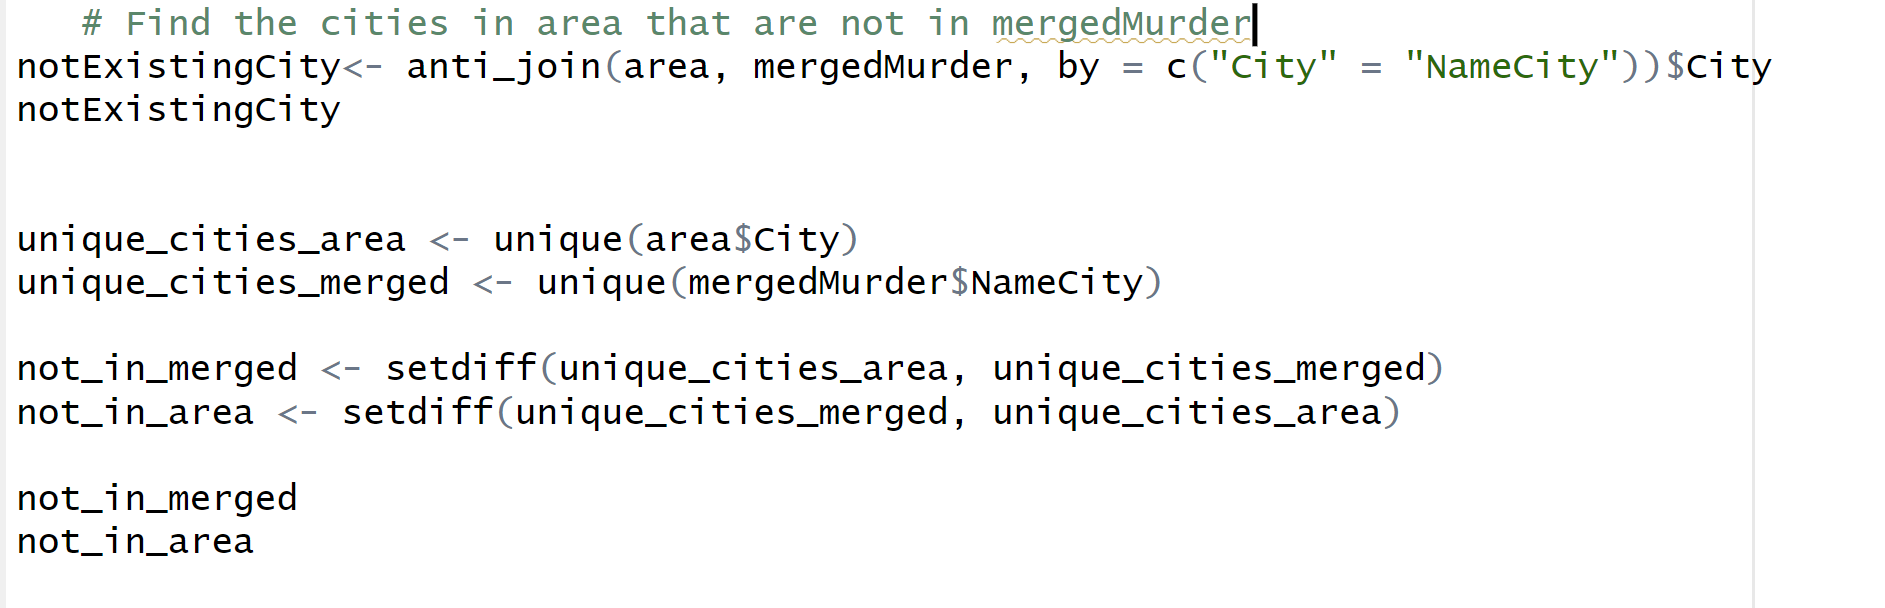 # Find the cities in area that are not in mergedMurder
notExistingCity<- anti_join(area, mergedMurder, by = c("City" = "NameCity"))$City
notExistingCity
unique_cities_area <- unique(area$City)
unique_cities_merged <- unique(mergedMurder$NameCity)
not_in_merged <- setdiff(unique_cities_area, unique_cities_merged)
not_in_area <- setdiff(unique_cities_merged, unique_cities_area)
not_in_merged
not_in_area